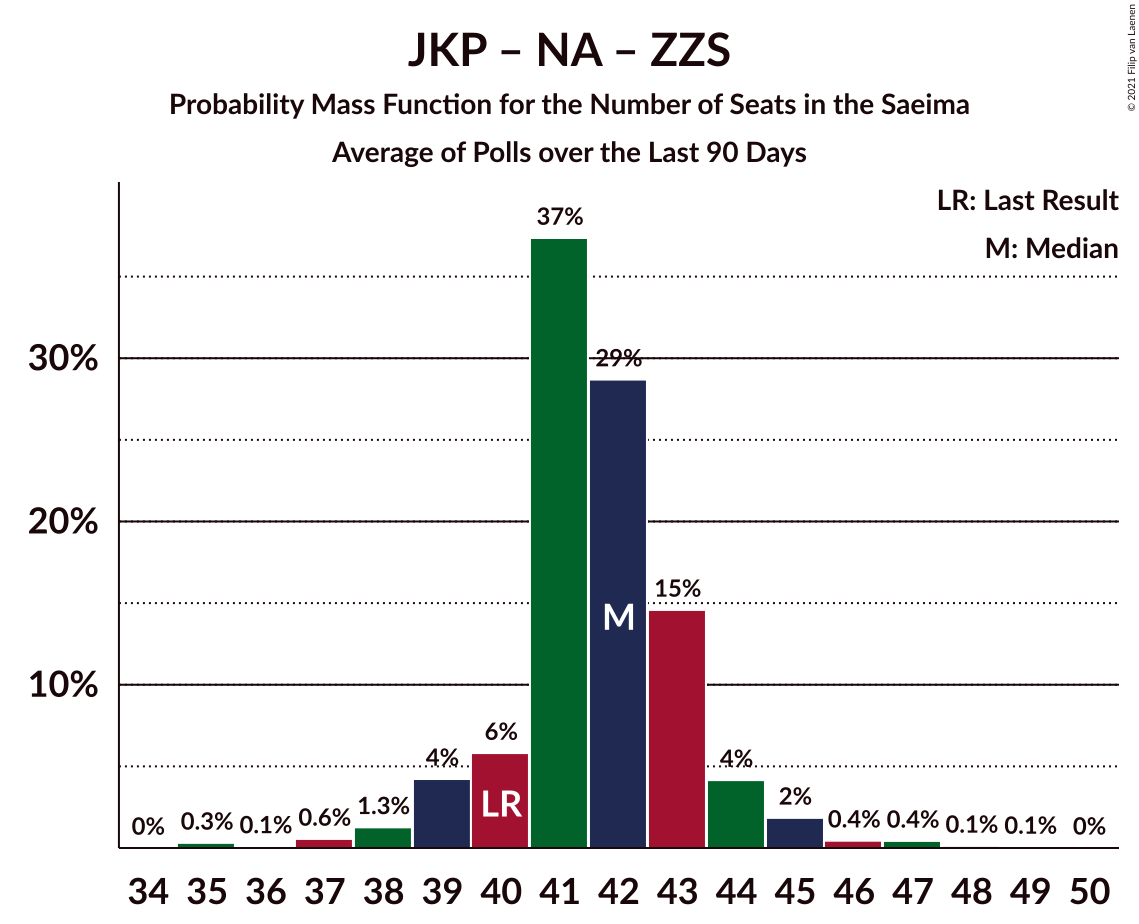 JKP – NA – ZZS
Probability Mass Function for the Number of Seats in the Saeima
Average of Polls over the Last 90 Days
© 2021 Filip van Laenen
LR: Last Result
M: Median
30%
20%
10%
0%
0.3%
0.1%
0.6%
1.3%
4%
6%
37%
29%
15%
4%
2%
0.4%
0.4%
0.1%
0.1%
0%
LR
M
34 35 36 37 38 39 40 41 42 43 44 45 46 47 48 49 50